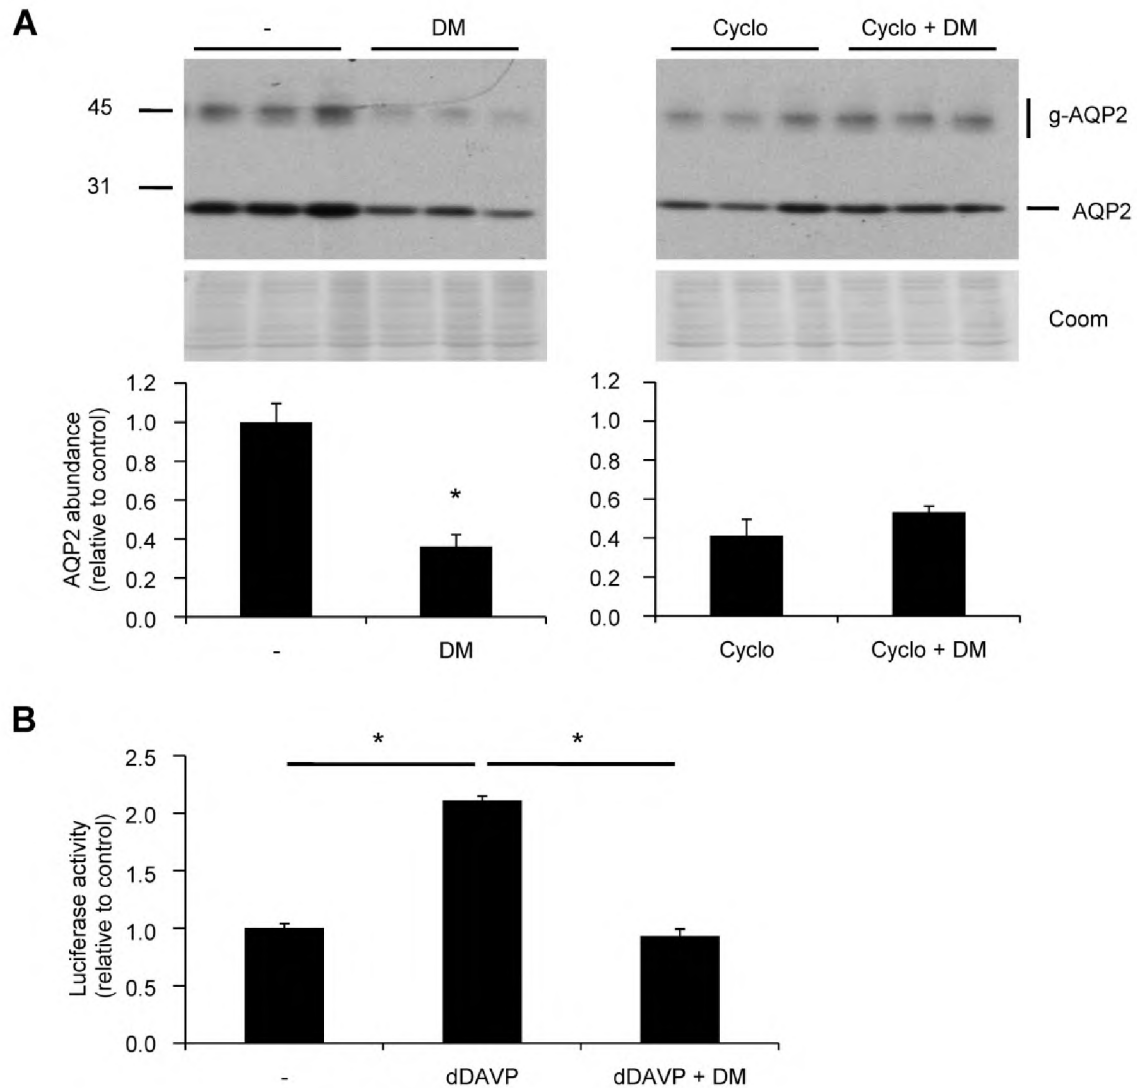 A
-
DM
Cyclo
Cyclo + DM
45
31
g-AQP2
AQP2
Coom
AQP2 abundance
(relative to control)
1.2
1.0
0.8
0.6
0.4
0.2
0.0
*
-
DM
1.2
1.0
0.8
0.6
0.4
0.2
0.0
Cyclo
Cyclo + DM
B
Luciferase activity
(relative to control)
2.5
2.0
1.5
1.0
0.5
0.0
*
*
-
dDAVP
dDAVP + DM